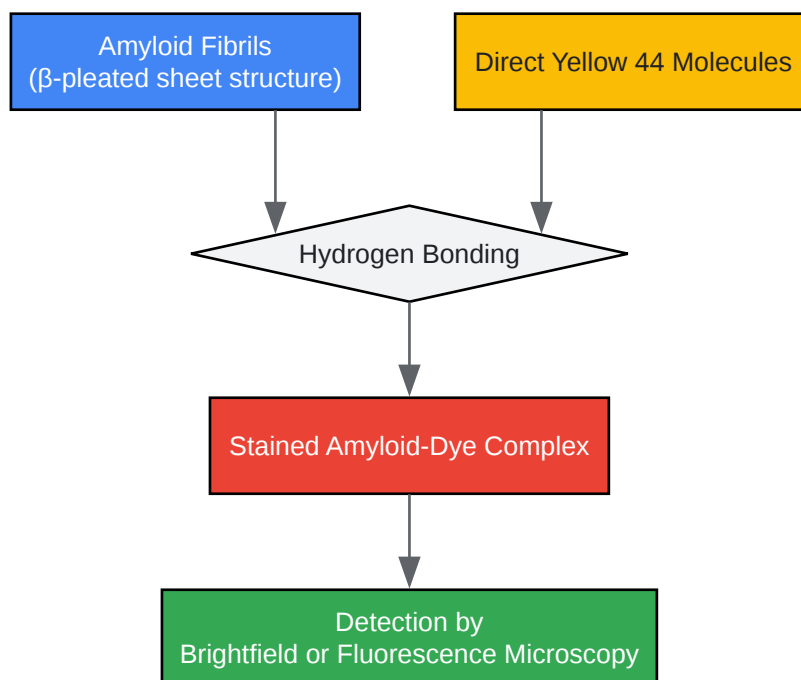 Amyloid Fibrils
(β-pleated sheet structure)
Direct Yellow 44 Molecules
Hydrogen Bonding
Stained Amyloid-Dye Complex
Detection by
Brightfield or Fluorescence Microscopy